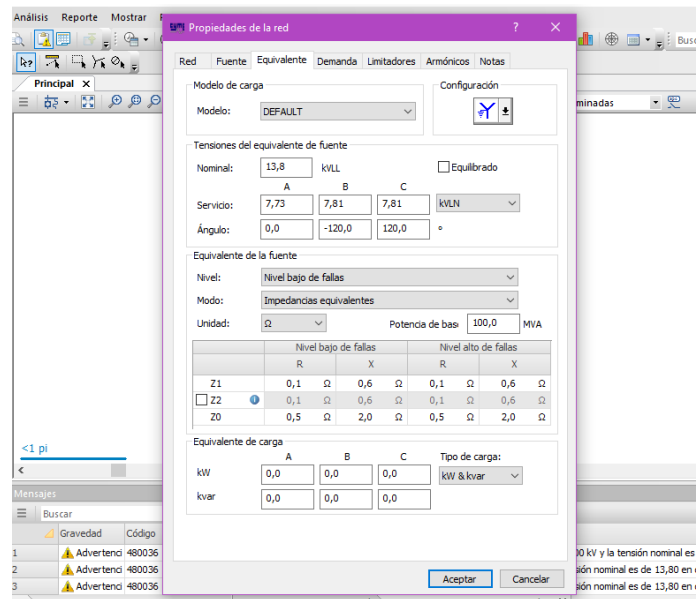 Análisis Reporte Mostrar
Propiedades de la red ? ×
Busc
Red Fuente Equivalente Demanda Limitadores Armónicos Notas
Principal ×
Modelo de carga
Configuración
Modelo: DEFAULT
minadas
Tensiones del equivalente de fuente
Nominal: 13,8 kVLL Equilibrado
A B C
Servicio: 7,73 7,81 7,81 kVLN
Ángulo: 0,0 -120,0 120,0 °
Equivalente de la fuente
Nivel: Nivel bajo de fallas
Modo: Impedancias equivalentes
Unidad: Ω Potencia de base 100,0 MVA
Nivel bajo de fallas Nivel alto de fallas
R X R X
Z1 0,1 Ω 0,6 Ω 0,1 Ω 0,6 Ω
Z2 0,1 Ω 0,6 Ω 0,1 Ω 0,6 Ω
Z0 0,5 Ω 2,0 Ω 0,5 Ω 2,0 Ω
Equivalente de carga
<1 pi
A B C Tipo de carga:
kW 0,0 0,0 0,0 kW & kvar
kvar 0,0 0,0 0,0
Mensajes
Buscar
Gravedad Código
1 Advertenci 480036 00 kV y la tensión nominal es
2 Advertenci 480036 sión nominal es de 13,80 en
3 Advertenci 480036 sión nominal es de 13,80 en
Aceptar Cancelar